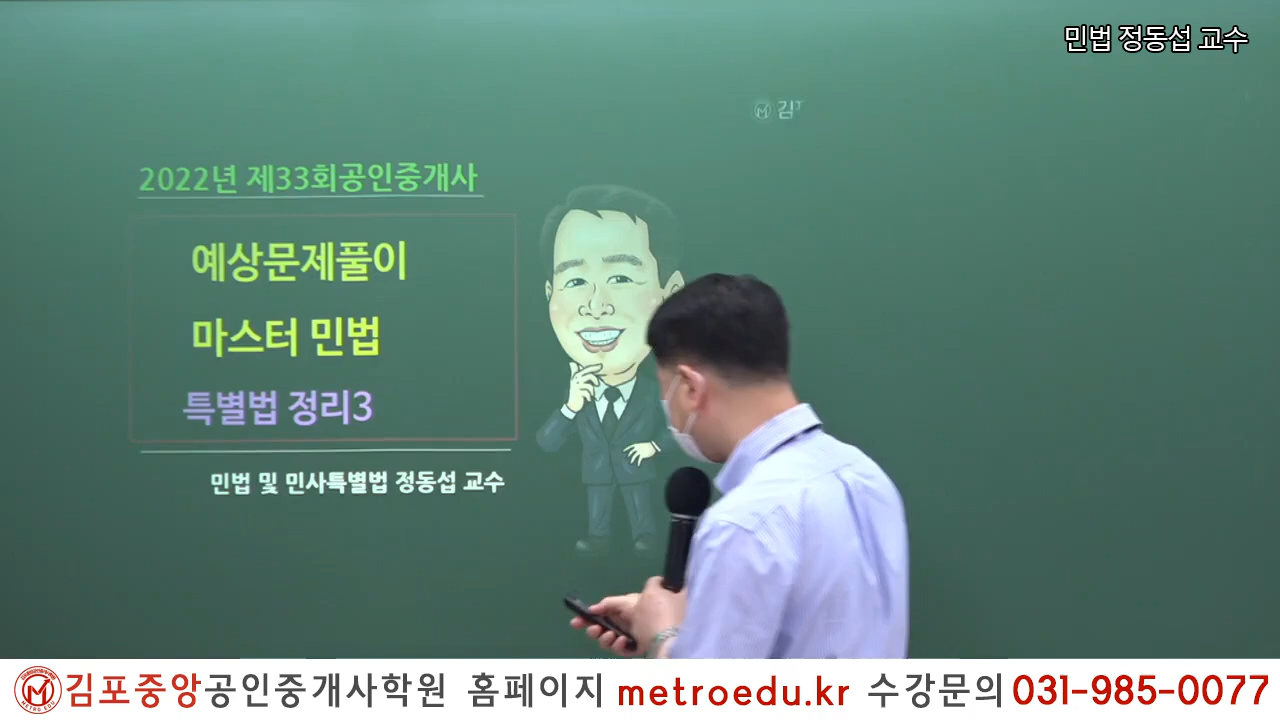 민법 정동섭 교수
2022년 제33회공인중개사
예상문제풀이
마스터 민법
특별법 정리3
민법 및 민사특별법 정동섭 교수
김포중앙공인중개사학원 홈페이지 metroedu.kr 수강문의 031-985-0077
METRO EDU